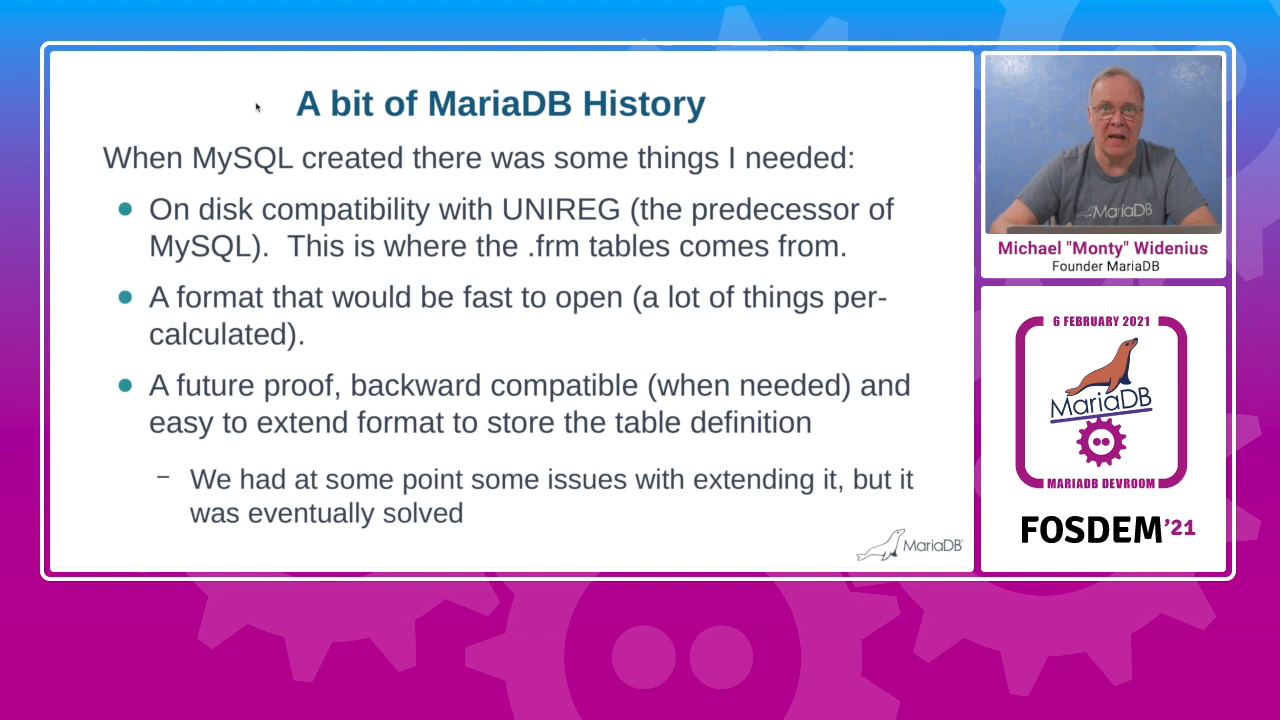 A bit of MariaDB History
When MySQL created there was some things I needed:
On disk compatibility with UNIREG (the predecessor of
MySQL).  This is where the .frm tables comes from.
A format that would be fast to open (a lot of things per-
calculated).
A future proof, backward compatible (when needed) and
easy to extend format to store the table definition
– We had at some point some issues with extending it, but it
was eventually solved
MariaDB
MariaDB
Michael "Monty" Widenius
Founder MariaDB
6 FEBRUARY 2021
MariaDB
MARIADB DEVROOM
FOSDEM'21